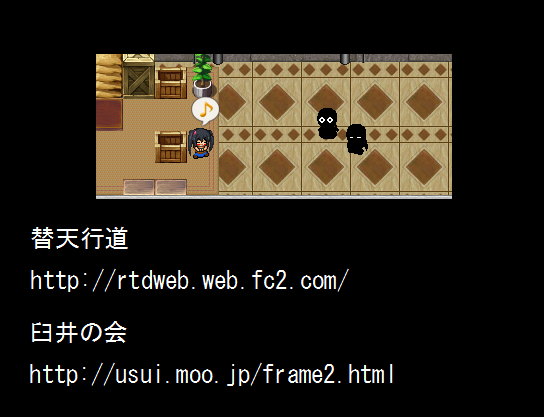 替天行道
http://rtdweb.web.fc2.com/
臼井の会
http://usui.moo.jp/frame2.html